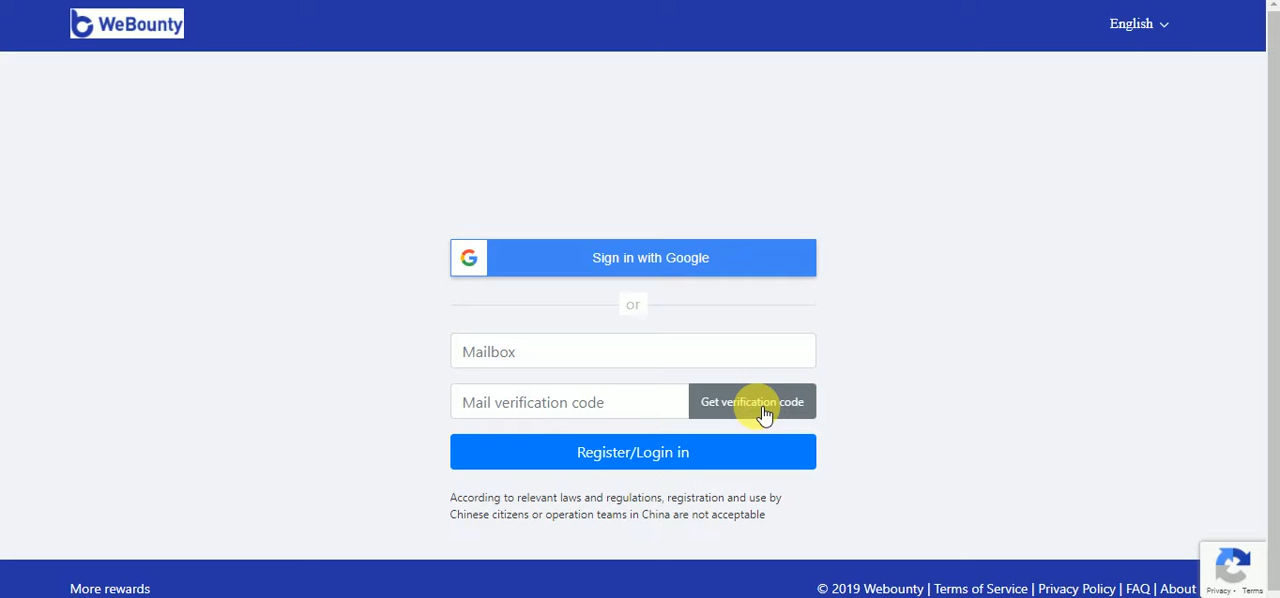 WeBounty
English
Sign in with Google
or
Mailbox
Mail verification code
Get verification code
Register/Login in
According to relevant laws and regulations, registration and use by
Chinese citizens or operation teams in China are not acceptable
More rewards
© 2019 Webounty | Terms of Service | Privacy Policy | FAQ | About
Privacy - Terms